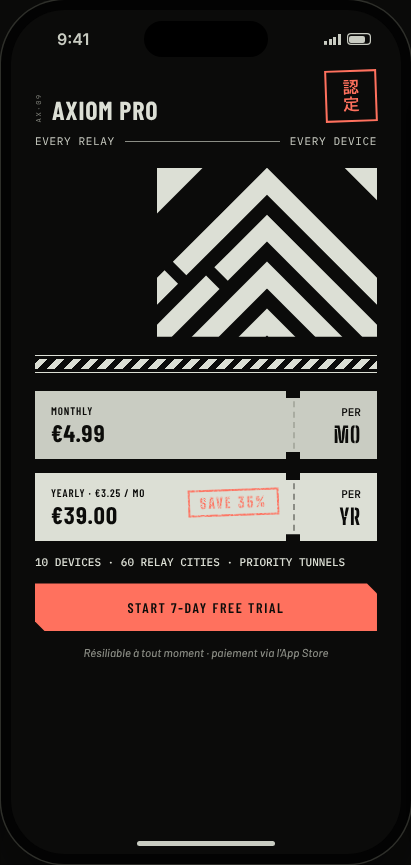 9:41
認定
AX-09
AXIOM PRO
EVERY RELAY
EVERY DEVICE
MONTHLY
€4.99
PER
MO
YEARLY · €3.25 / MO
€39.00
SAVE 35%
PER
YR
10 DEVICES · 60 RELAY CITIES · PRIORITY TUNNELS
START 7-DAY FREE TRIAL
Résiliable à tout moment · paiement via l'App Store